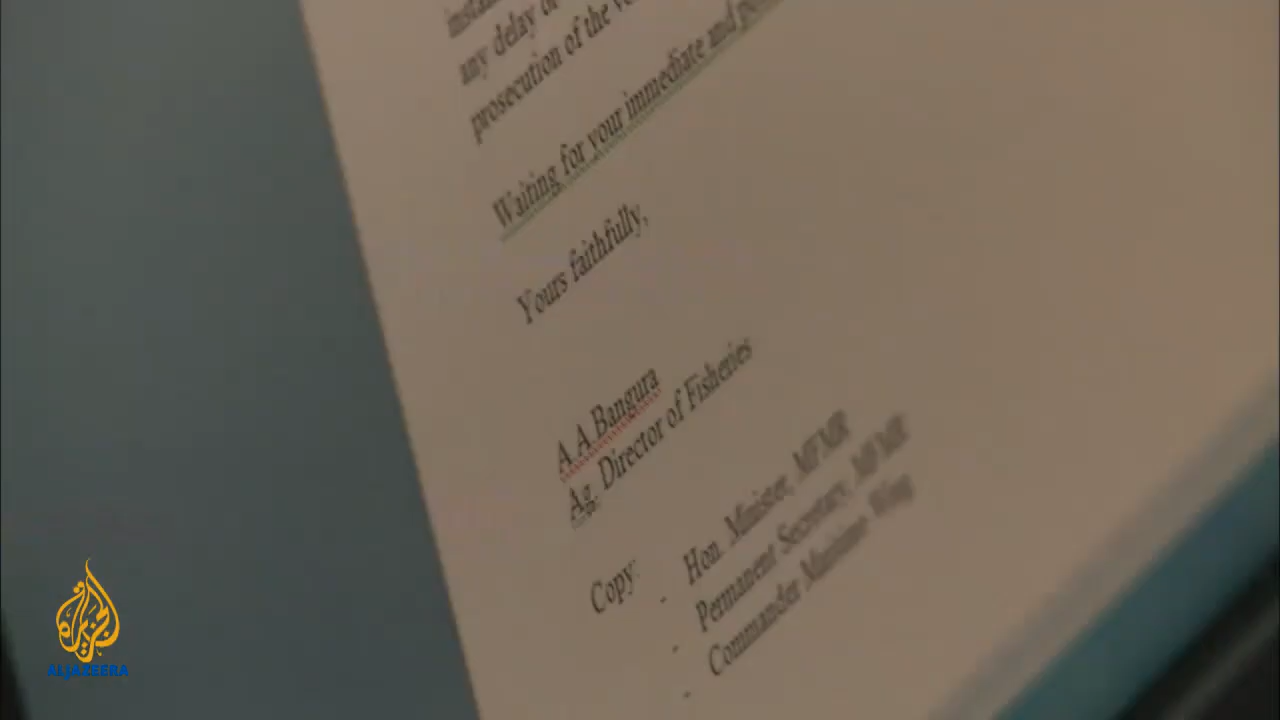 any delay
prosecution of the
Waiting for your immediate and
Yours faithfully,
A A Bangura
Ag. Director of Fisheries
Copy:
- Hon. Minister, MFMR
- Permanent Secretary, MFMR
- Commander Maritime Wing
الجزيرة
ALJAZEERA